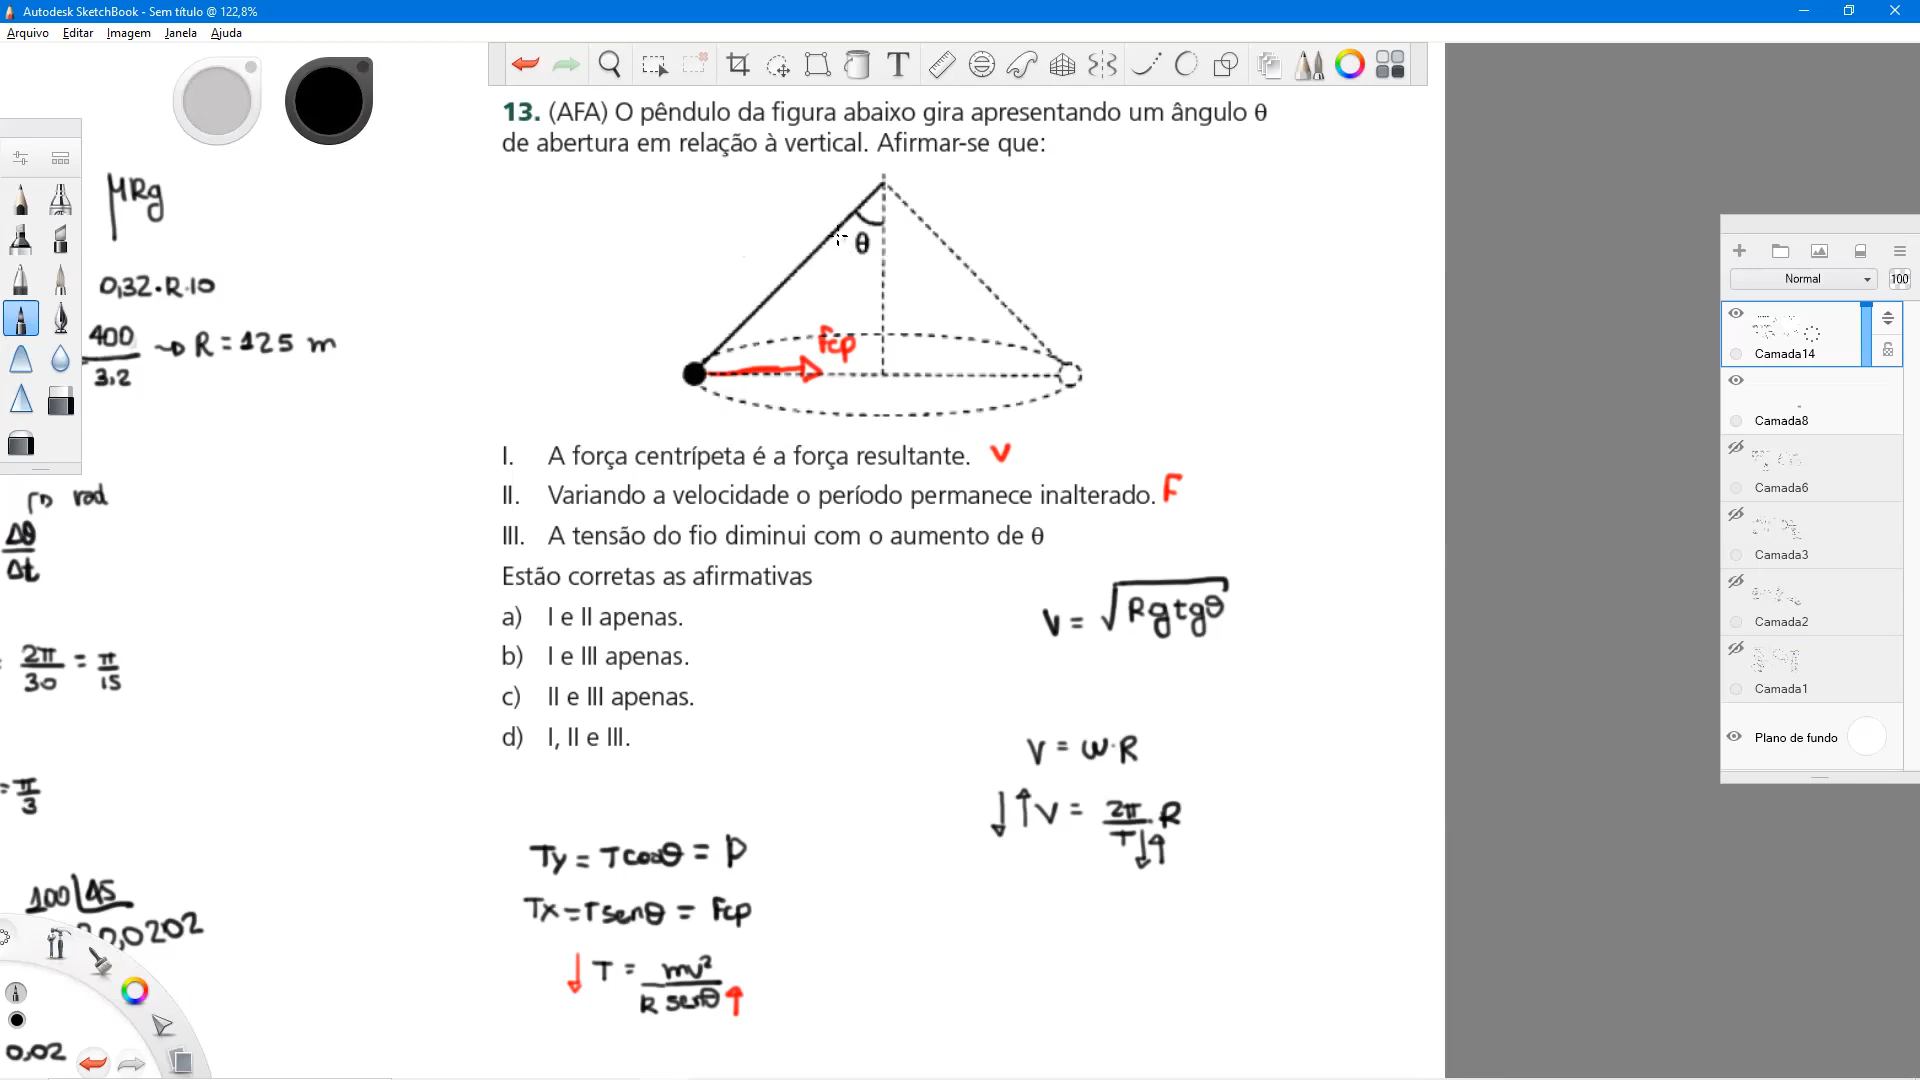 Autodesk SketchBook - Sem título @ 122,8%
Arquivo Editar Imagem Janela Ajuda
13. (AFA) O pêndulo da figura abaixo gira apresentando um ângulo θ
de abertura em relação à vertical. Afirmar-se que:
θ
Fcp
I. A força centrípeta é a força resultante. V
II. Variando a velocidade o período permanece inalterado. F
III. A tensão do fio diminui com o aumento de θ
Estão corretas as afirmativas
a) I e II apenas.
b) I e III apenas.
c) II e III apenas.
d) I, II e III.
V = √Rgtgθ
V = ω·R
↓↑V = 2π/T↓↑ · R
Ty = Tcosθ = P
Tx = Tsenθ = Fcp
↓ T = mv²/R senθ ↑
μRg
0,32·R·10
400/3,2 → R = 125 m
rad
Δθ/Δt
= 2π/30 = π/15
= π/3
100 45
0,0202
0,02
T
Normal 100
Camada14
Camada8
Camada6
Camada3
Camada2
Camada1
Plano de fundo